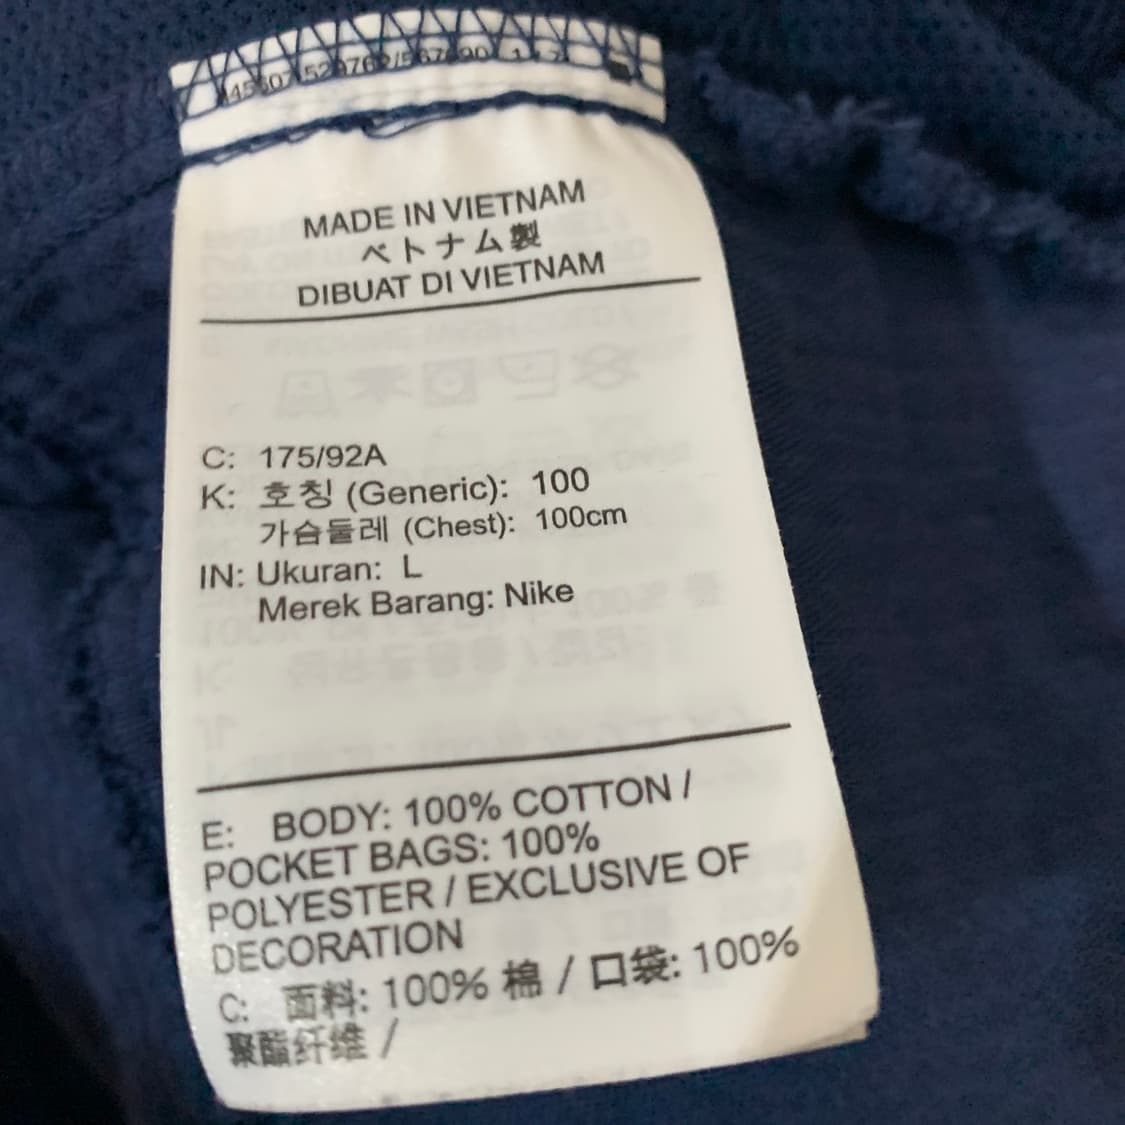 MADE IN VIETNAM
ベトナム製
DIBUAT DI VIETNAM
C: 175/92A
K: 호칭 (Generic): 100
가슴둘레 (Chest): 100cm
IN: Ukuran: L
Merek Barang: Nike
E: BODY: 100% COTTON /
POCKET BAGS: 100%
POLYESTER / EXCLUSIVE OF
DECORATION
C: 面料: 100% 棉 / 口袋: 100%
聚酯纤维 /